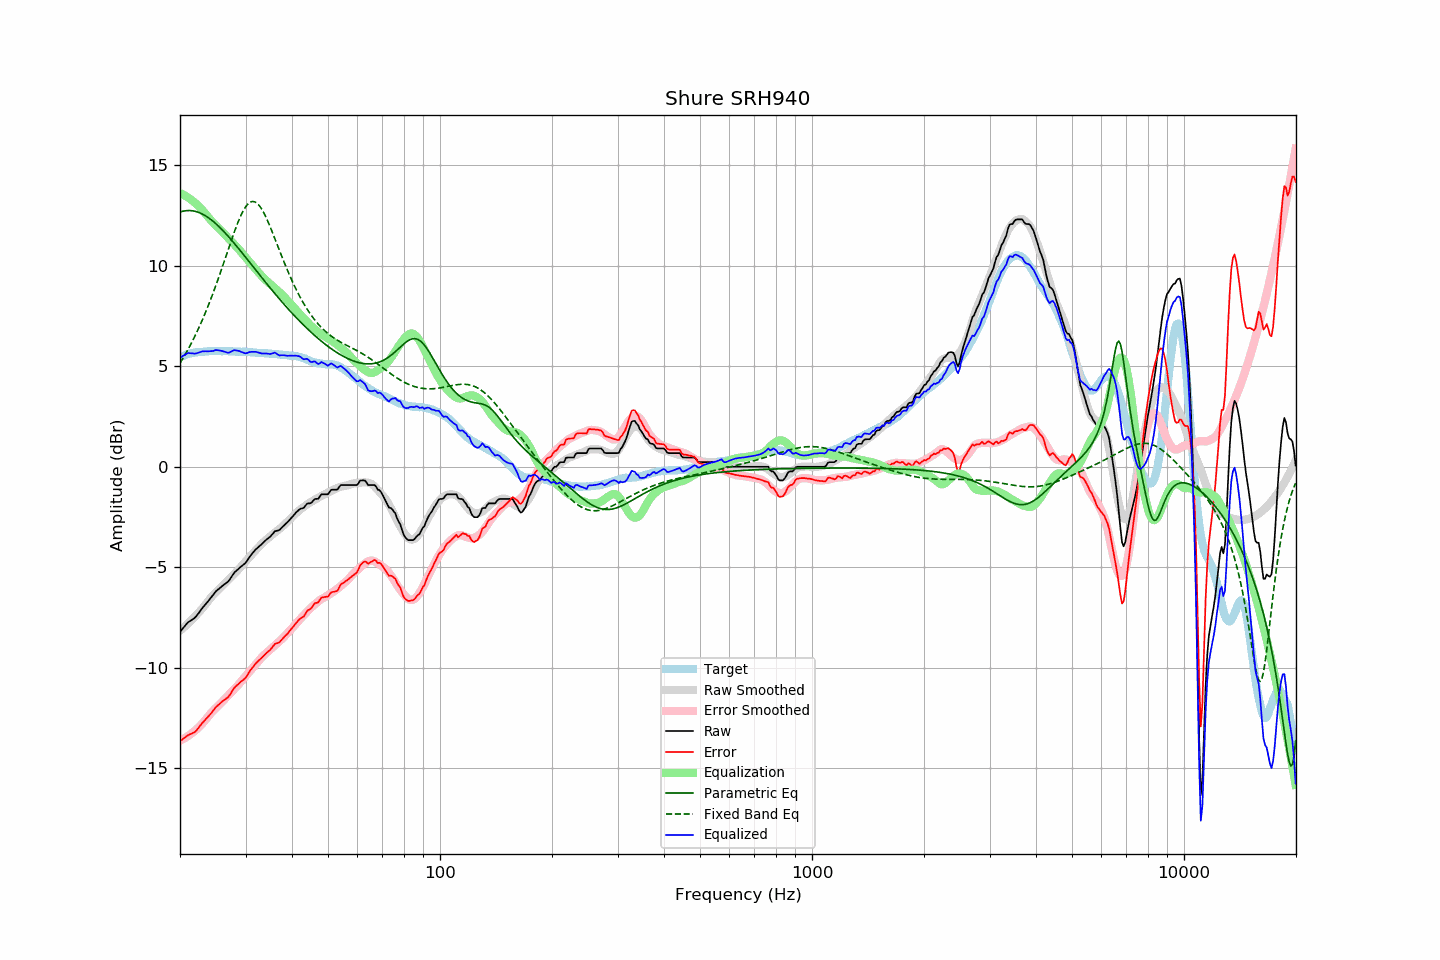 Shure SRH940
15
10
5
0
−5
−10
−15
Amplitude (dBr)
100
1000
10000
Frequency (Hz)
Target
Raw Smoothed
Error Smoothed
Raw
Error
Equalization
Parametric Eq
Fixed Band Eq
Equalized